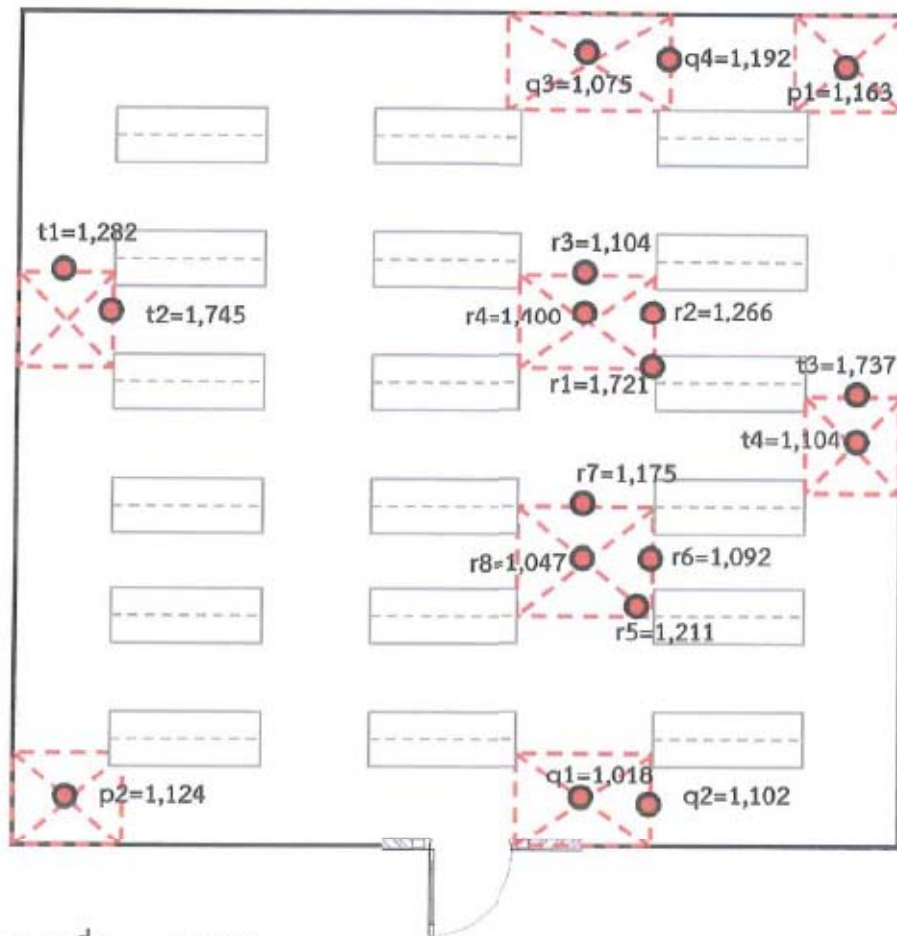 q4=1,192
q3=1,075
p1=1,163
t1=1,282
r3=1,104
t2=1,745
r4=1,400
r2=1,266
t3=1,737
r1=1,721
t4=1,104
r7=1,175
r8=1,047
r6=1,092
r5=1,211
q1=1,018
p2=1,124
q2=1,102